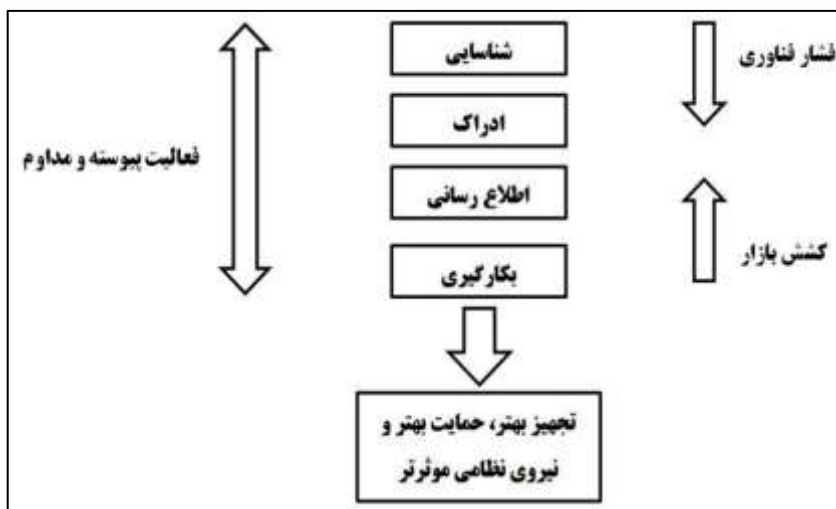 شناسایی
فشار فناوری
ادراک
فعالیت پیوسته و مداوم
اطلاع رسانی
کشش بازار
بکارگیری
تجهیز بهتر، حمایت بهتر و
نیروی نظامی موثرتر